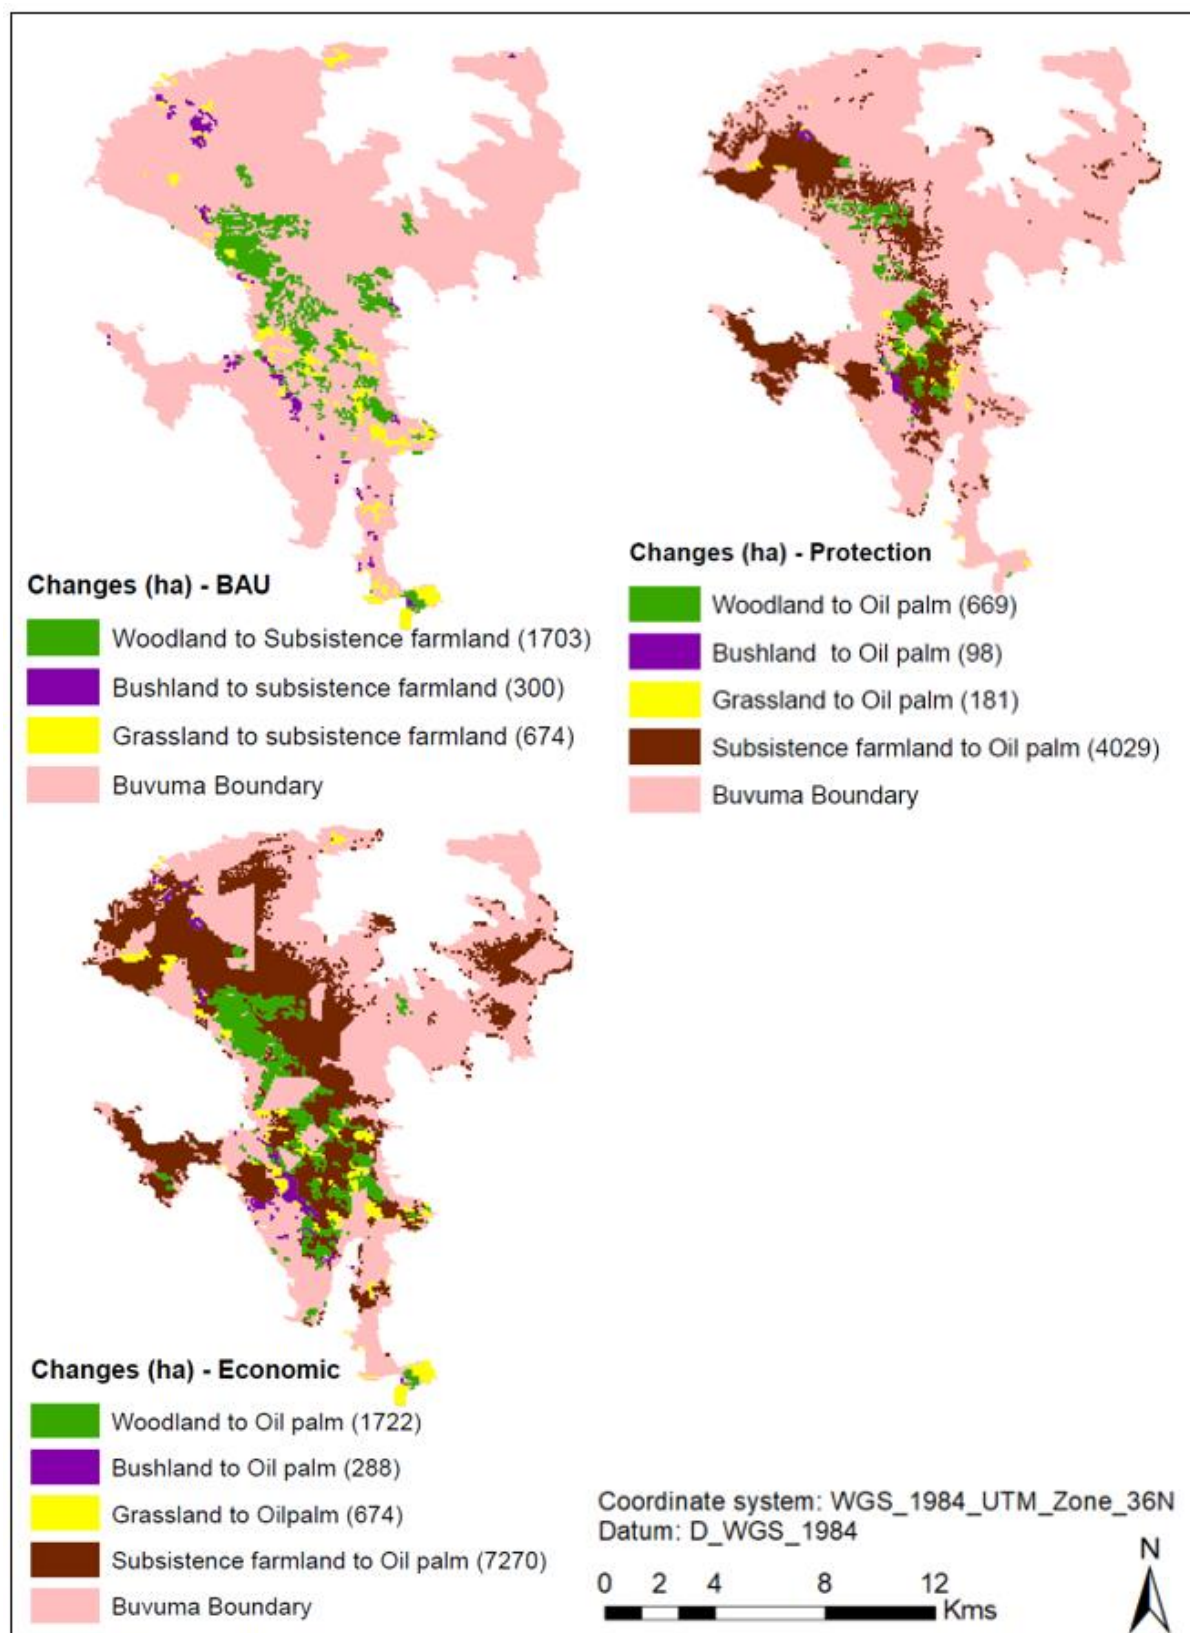 Changes (ha) - BAU
Woodland to Subsistence farmland (1703)
Bushland to subsistence farmland (300)
Grassland to subsistence farmland (674)
Buvuma Boundary
Changes (ha) - Protection
Woodland to Oil palm (669)
Bushland to Oil palm (98)
Grassland to Oil palm (181)
Subsistence farmland to Oil palm (4029)
Buvuma Boundary
Changes (ha) - Economic
Woodland to Oil palm (1722)
Bushland to Oil palm (288)
Grassland to Oilpalm (674)
Subsistence farmland to Oil palm (7270)
Buvuma Boundary
Coordinate system: WGS_1984_UTM_Zone_36N
Datum: D_WGS_1984
N
0 2 4 8 12
Kms